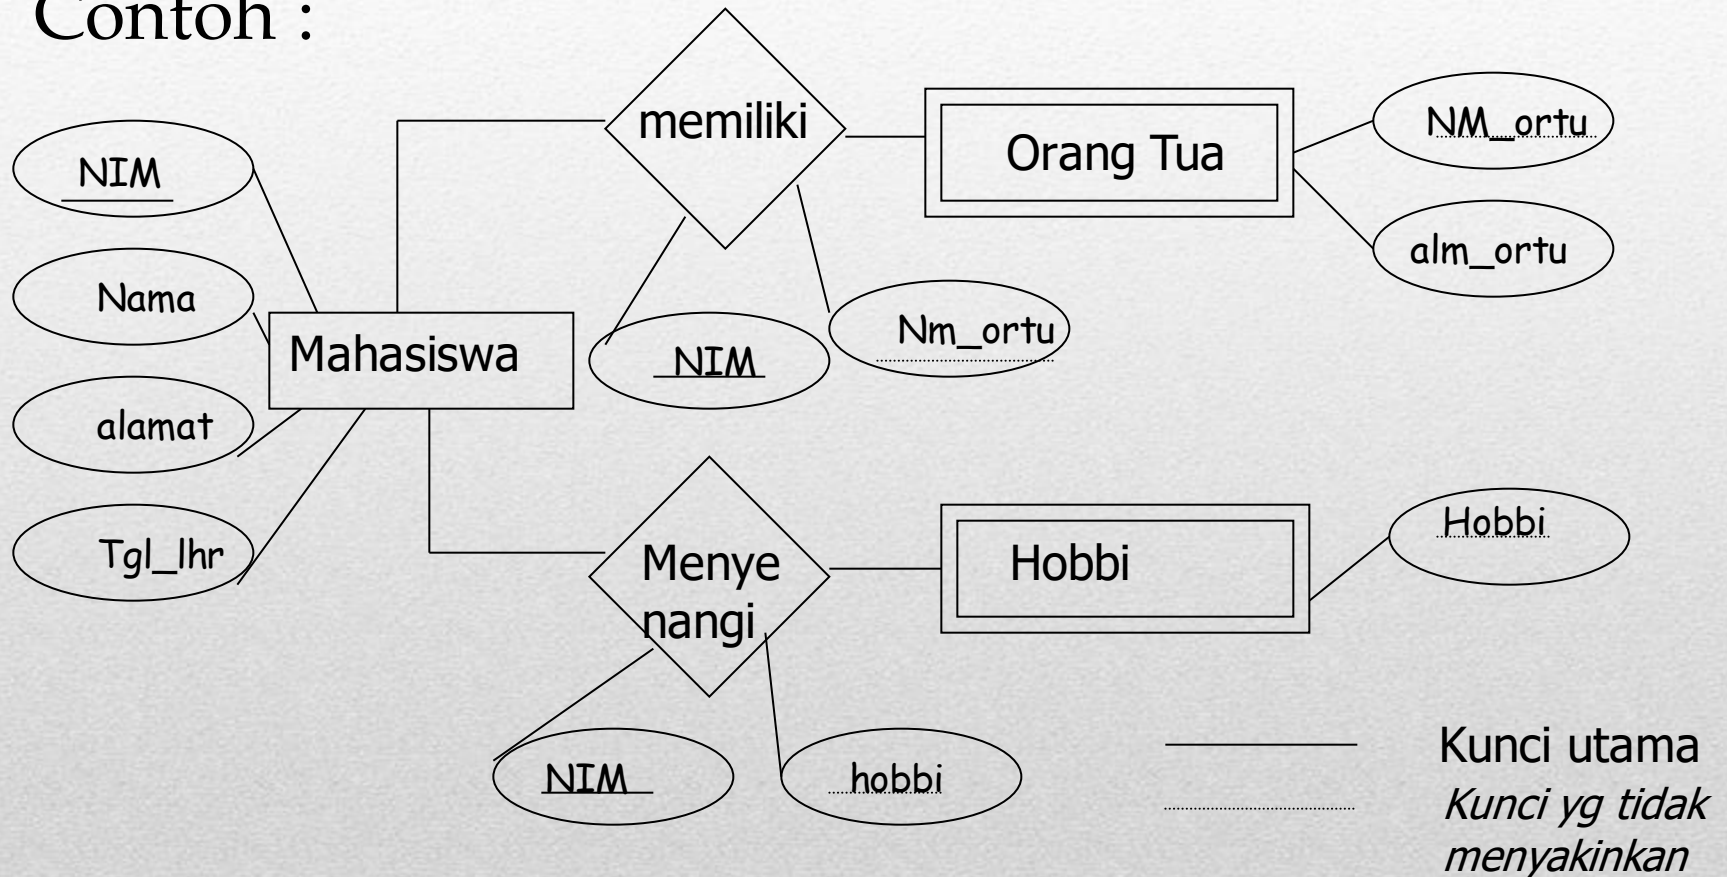 Contoh :
memiliki
Orang Tua
NM_ortu
NIM
alm_ortu
Nama
Nm_ortu
Mahasiswa
NIM
alamat
Tgl_lhr
Menye
nangi
Hobbi
Hobbi
NIM
hobbi
Kunci utama
Kunci yg tidak
menyakinkan